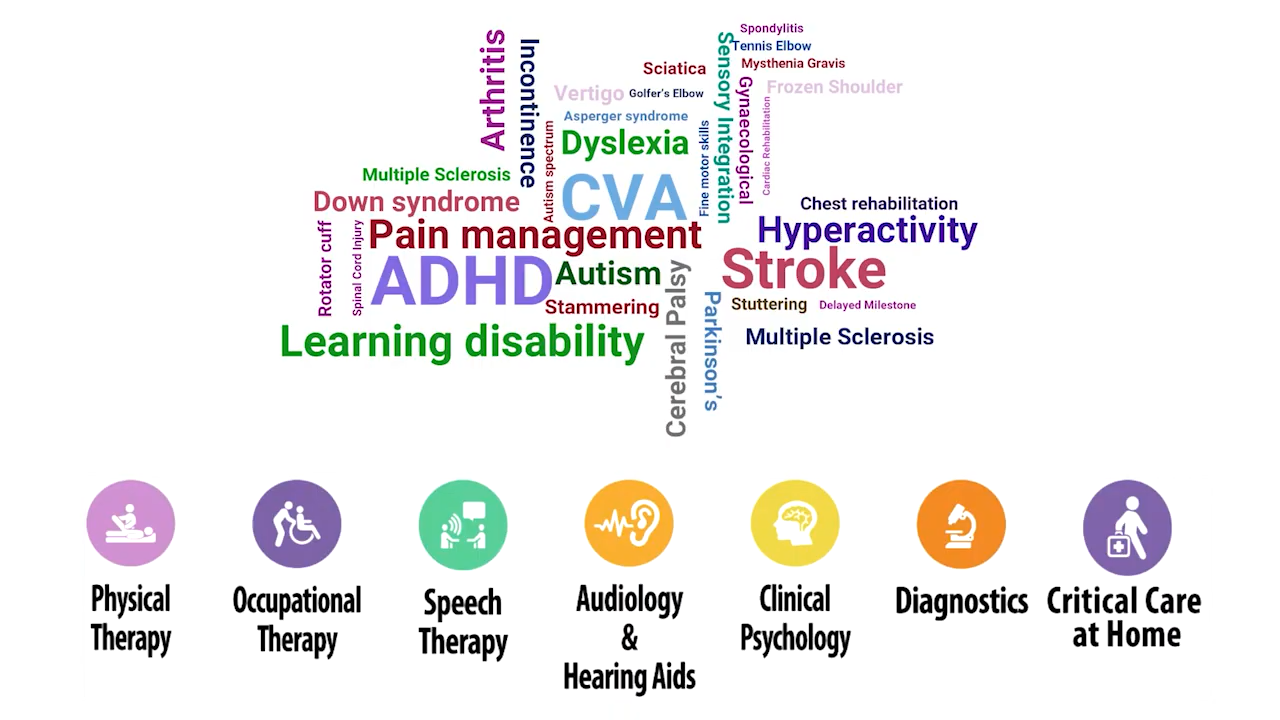 Arthritis
Incontinence
Spondylitis
Tennis Elbow
Mysthenia Gravis
Sciatica
Sensory Integration
Gynaecological
Frozen Shoulder
Vertigo
Golfer's Elbow
Cardiac Rehabilitation
Asperger syndrome
Autism spectrum
Fine motor skills
Dyslexia
Multiple Sclerosis
CVA
Down syndrome
Chest rehabilitation
Rotator cuff
Spinal Cord Injury
Pain management
Hyperactivity
ADHD
Autism
Cerebral Palsy
Stroke
Stammering
Parkinson's
Stuttering
Delayed Milestone
Learning disability
Multiple Sclerosis
Physical
Therapy
Occupational
Therapy
Speech
Therapy
Audiology
&
Hearing Aids
Clinical
Psychology
Diagnostics
Critical Care
at Home